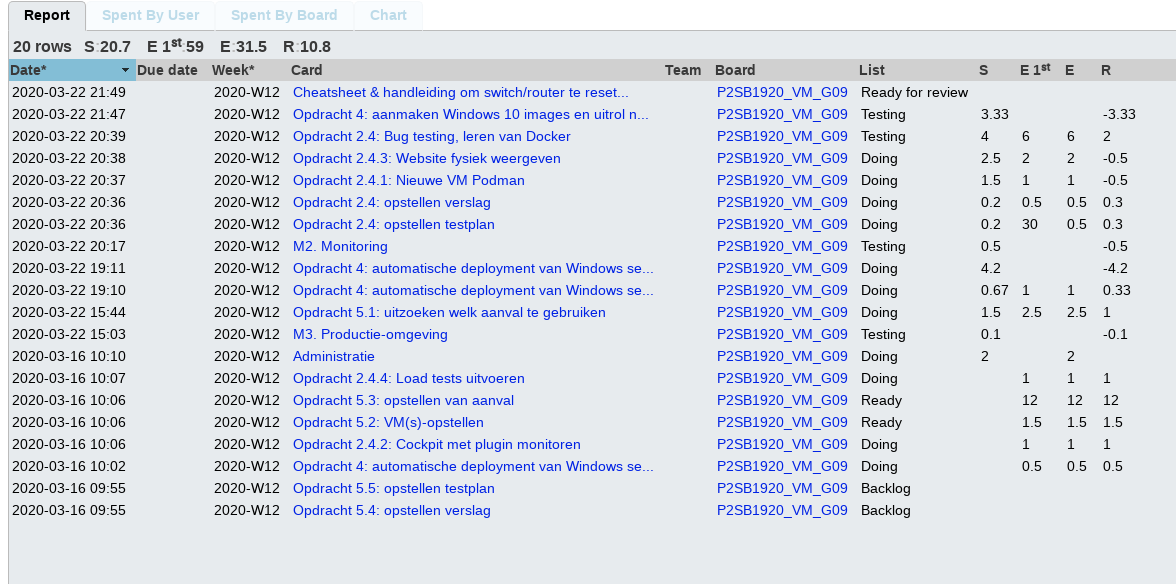 Report Spent By User Spent By Board Chart
20 rows S:20.7 E 1st:59 E:31.5 R:10.8
Date* Due date Week* Card Team Board List S E 1st E R
2020-03-22 21:49 2020-W12 Cheatsheet & handleiding om switch/router te reset... P2SB1920_VM_G09 Ready for review
2020-03-22 21:47 2020-W12 Opdracht 4: aanmaken Windows 10 images en uitrol n... P2SB1920_VM_G09 Testing 3.33 -3.33
2020-03-22 20:39 2020-W12 Opdracht 2.4: Bug testing, leren van Docker P2SB1920_VM_G09 Testing 4 6 6 2
2020-03-22 20:38 2020-W12 Opdracht 2.4.3: Website fysiek weergeven P2SB1920_VM_G09 Doing 2.5 2 2 -0.5
2020-03-22 20:37 2020-W12 Opdracht 2.4.1: Nieuwe VM Podman P2SB1920_VM_G09 Doing 1.5 1 1 -0.5
2020-03-22 20:36 2020-W12 Opdracht 2.4: opstellen verslag P2SB1920_VM_G09 Doing 0.2 0.5 0.5 0.3
2020-03-22 20:36 2020-W12 Opdracht 2.4: opstellen testplan P2SB1920_VM_G09 Doing 0.2 30 0.5 0.3
2020-03-22 20:17 2020-W12 M2. Monitoring P2SB1920_VM_G09 Testing 0.5 -0.5
2020-03-22 19:11 2020-W12 Opdracht 4: automatische deployment van Windows se... P2SB1920_VM_G09 Doing 4.2 -4.2
2020-03-22 19:10 2020-W12 Opdracht 4: automatische deployment van Windows se... P2SB1920_VM_G09 Doing 0.67 1 1 0.33
2020-03-22 15:44 2020-W12 Opdracht 5.1: uitzoeken welk aanval te gebruiken P2SB1920_VM_G09 Doing 1.5 2.5 2.5 1
2020-03-22 15:03 2020-W12 M3. Productie-omgeving P2SB1920_VM_G09 Testing 0.1 -0.1
2020-03-16 10:10 2020-W12 Administratie P2SB1920_VM_G09 Doing 2 2
2020-03-16 10:07 2020-W12 Opdracht 2.4.4: Load tests uitvoeren P2SB1920_VM_G09 Doing 1 1 1
2020-03-16 10:06 2020-W12 Opdracht 5.3: opstellen van aanval P2SB1920_VM_G09 Ready 12 12 12
2020-03-16 10:06 2020-W12 Opdracht 5.2: VM(s)-opstellen P2SB1920_VM_G09 Ready 1.5 1.5 1.5
2020-03-16 10:06 2020-W12 Opdracht 2.4.2: Cockpit met plugin monitoren P2SB1920_VM_G09 Doing 1 1 1
2020-03-16 10:02 2020-W12 Opdracht 4: automatische deployment van Windows se... P2SB1920_VM_G09 Doing 0.5 0.5 0.5
2020-03-16 09:55 2020-W12 Opdracht 5.5: opstellen testplan P2SB1920_VM_G09 Backlog
2020-03-16 09:55 2020-W12 Opdracht 5.4: opstellen verslag P2SB1920_VM_G09 Backlog